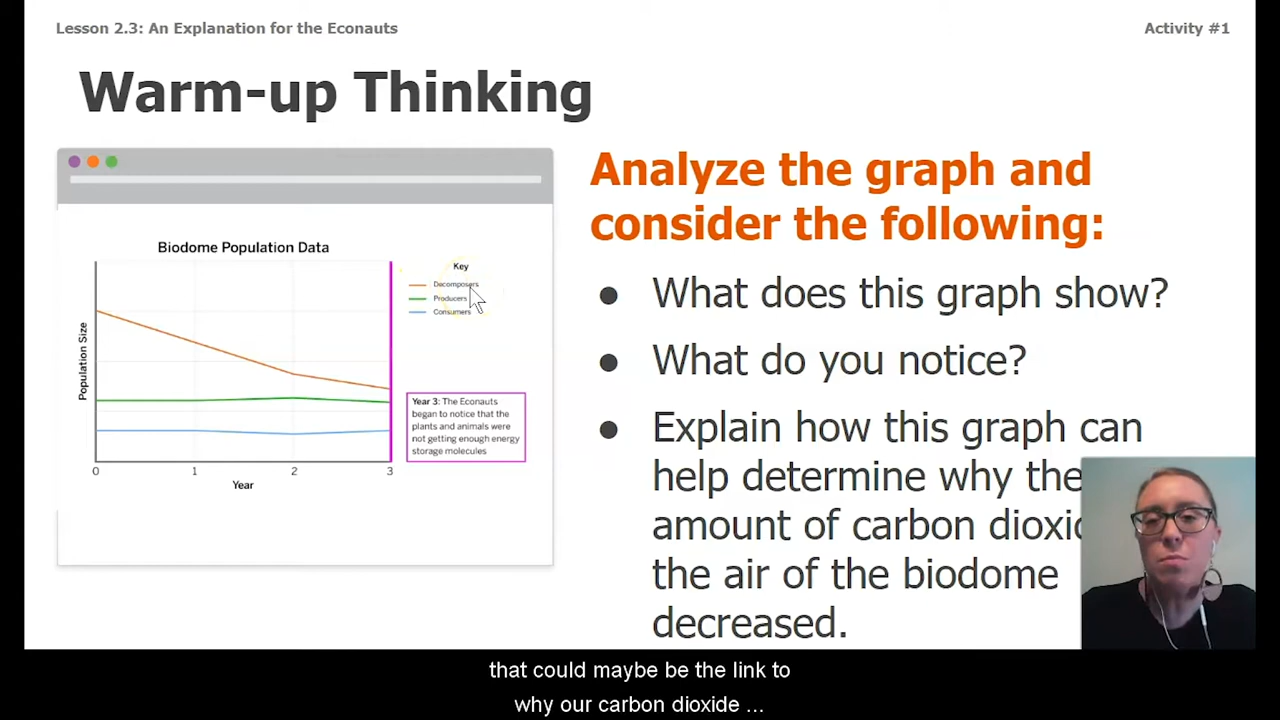 Lesson 2.3: An Explanation for the Econauts
Activity #1
Warm-up Thinking
Biodome Population Data
Population Size
0 1 2 3
Year
Key
Decomposers
Producers
Consumers
Year 3: The Econauts
began to notice that the
plants and animals were
not getting enough energy
storage molecules
Analyze the graph and
consider the following:
• What does this graph show?
• What do you notice?
• Explain how this graph can
help determine why the
amount of carbon
the air of the biodome
decreased.
that could maybe be the link to
why our carbon dioxide ...